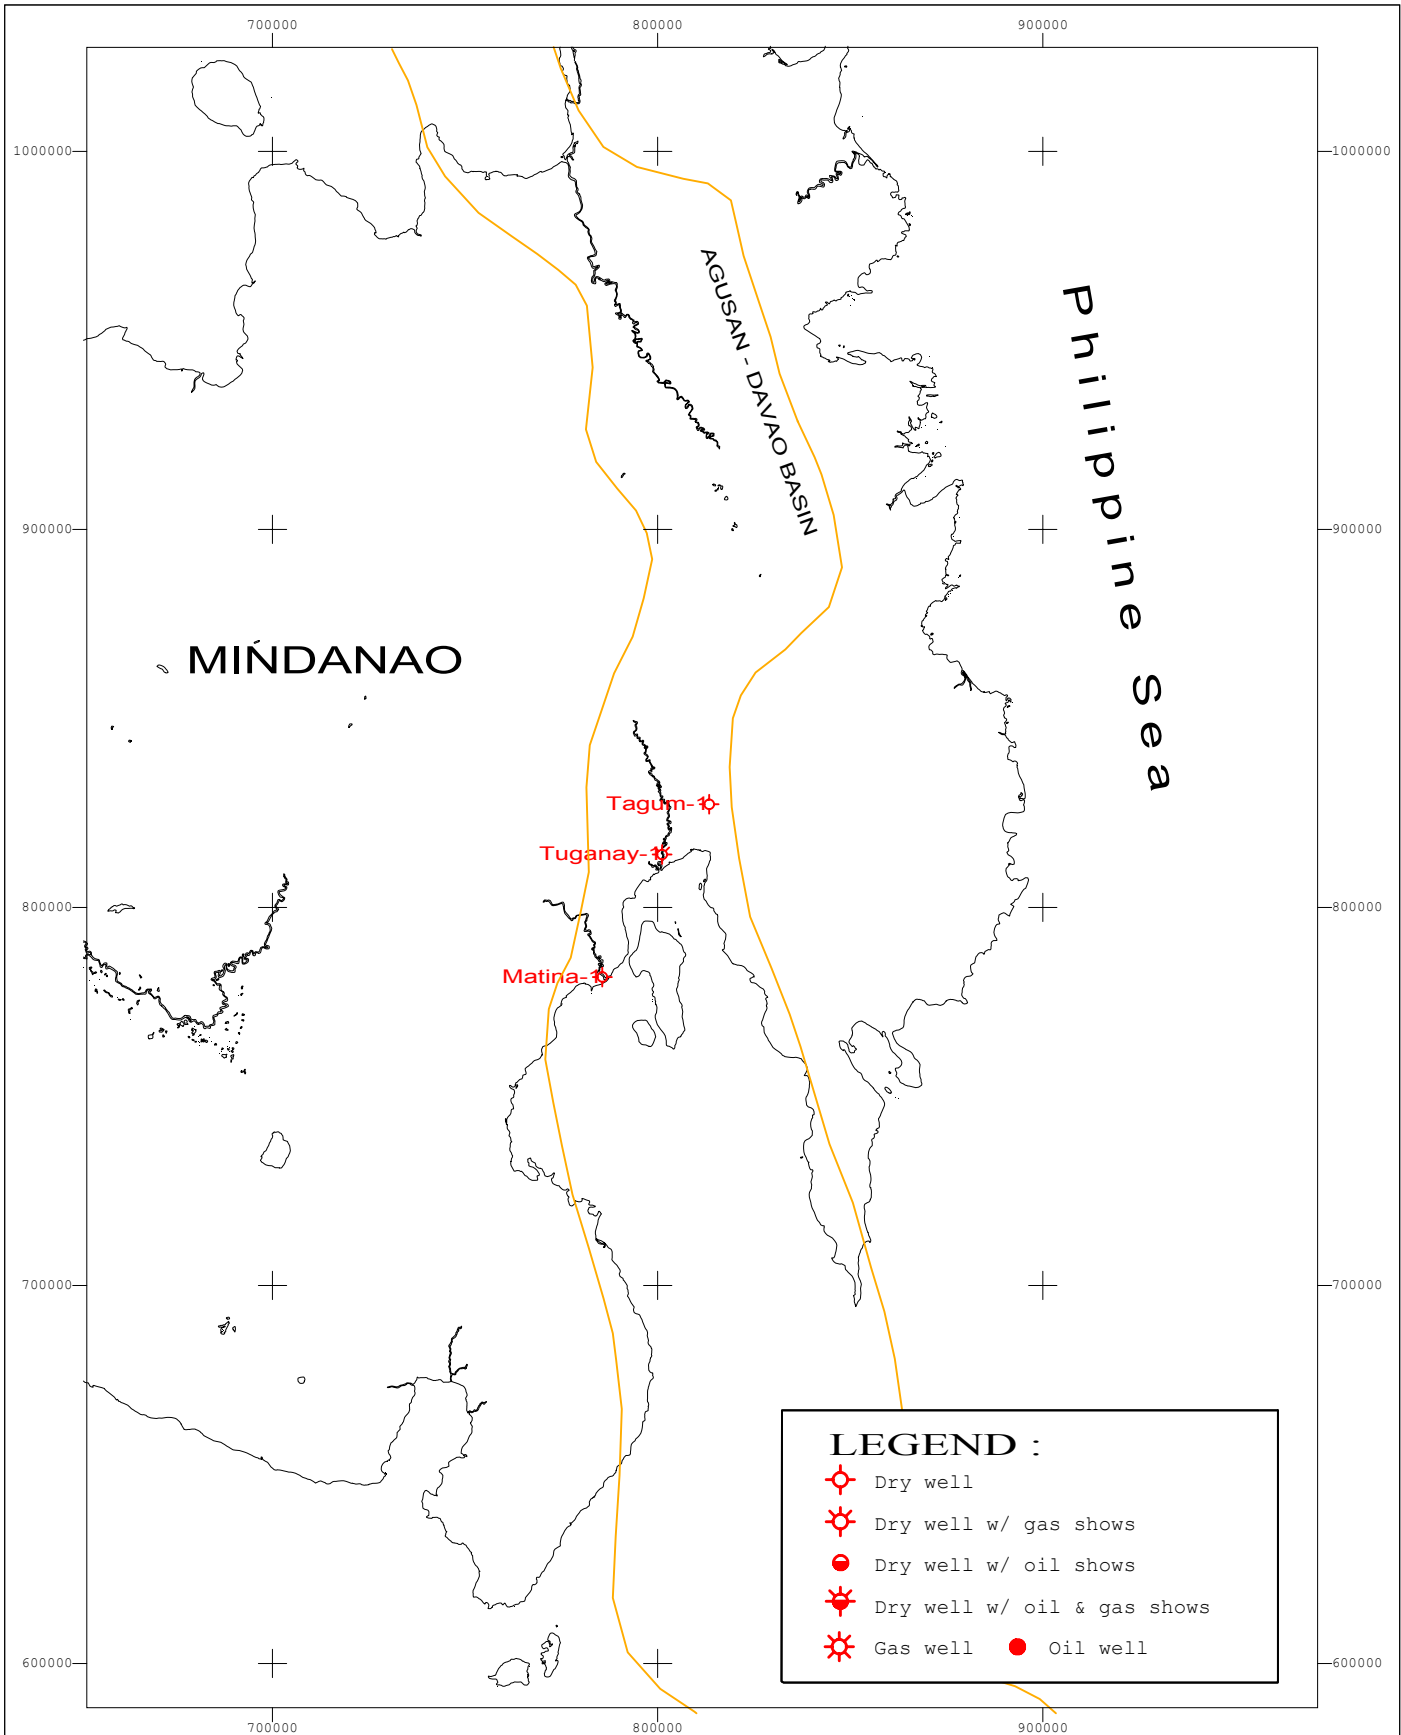 700000 800000 900000
1000000 1000000
AGUSAN - DAVAO BASIN
Philippine Sea
900000 900000
MINDANAO
Tagum-1
Tuganay-1
800000 800000
Matina-1
700000 700000
LEGEND :
Dry well
Dry well w/ gas shows
Dry well w/ oil shows
Dry well w/ oil & gas shows
Gas well Oil well
600000 600000
700000 800000 900000